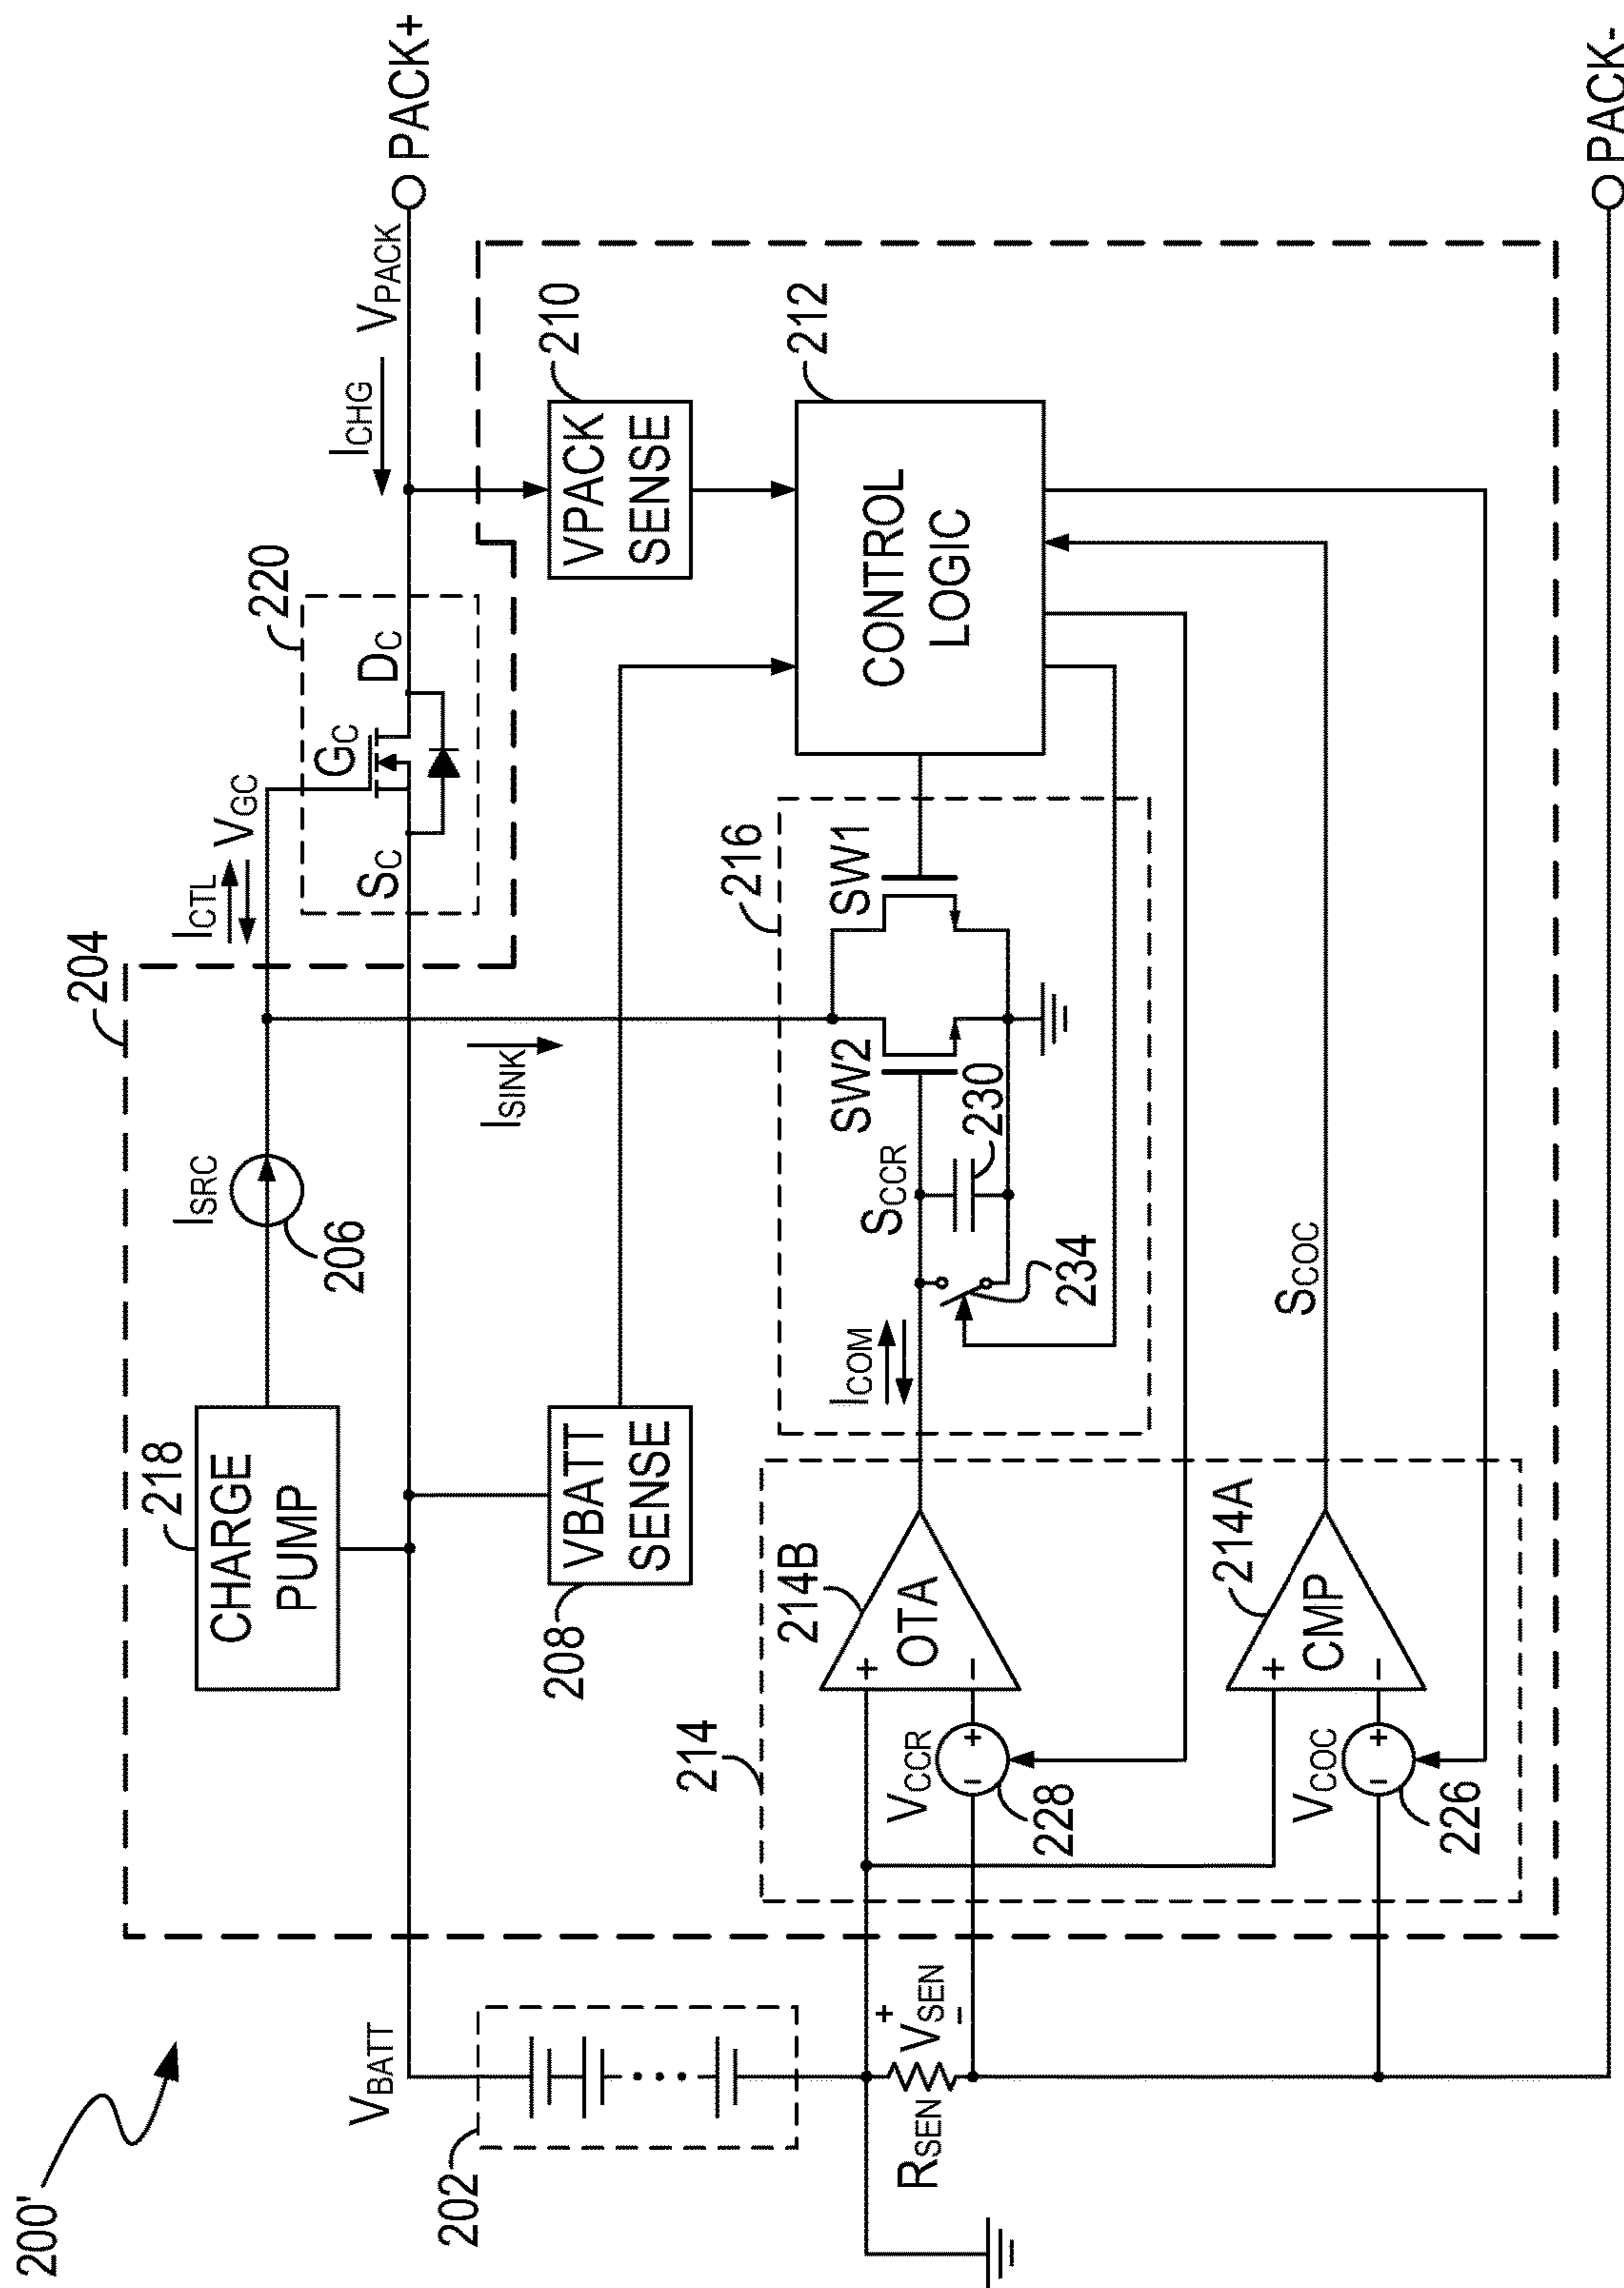 200'
204
218
CHARGE
PUMP
ISRC
206
ICTL
VGC
220
GC
SC
DC
ICHG
VPACK
PACK+
VBATT
202
ISINK
VBATT
SENSE
208
VPACK
SENSE
210
216
SW2
SW1
SCCR
230
234
ICOM
CONTROL
LOGIC
212
214
214B
+
OTA
-
VCCR
- +
228
RSEN
+
VSEN
-
214A
+
CMP
-
VCOC
- +
226
SCOC
PACK-